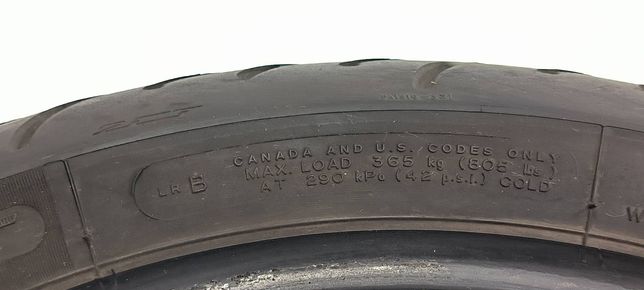 CANADA AND U.S. CODES ONLY
LR B MAX. LOAD 365 kg (805 lbs.)
AT 290 kPa (42 p.s.i.) COLD
W